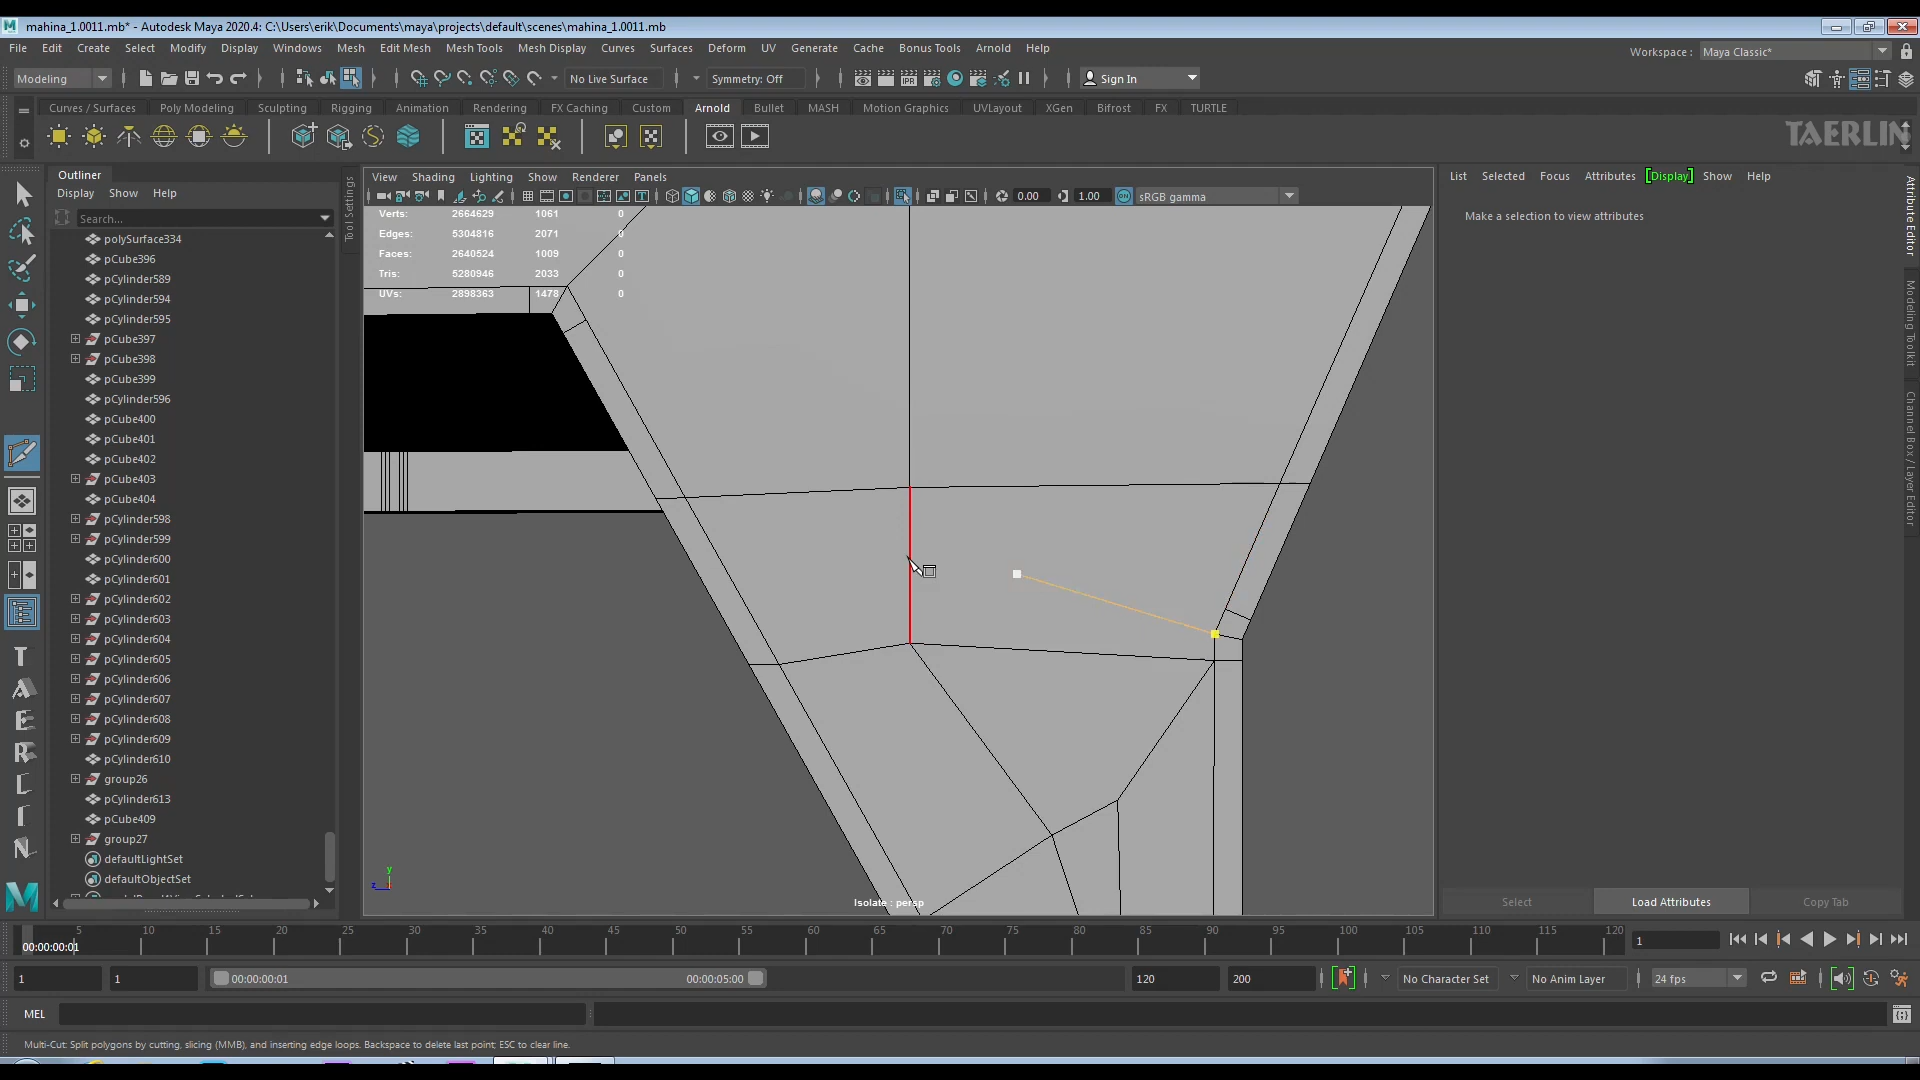 mahina_1.0011.mb* - Autodesk Maya 2020.4: C:\Users\erik\Documents\maya\projects\default\scenes\mahina_1.0011.mb
File Edit Create Select Modify Display Windows Mesh Edit Mesh Mesh Tools Mesh Display Curves Surfaces Deform UV Generate Cache Bonus Tools Arnold Help
Workspace : Maya Classic*
Modeling No Live Surface Symmetry: Off Sign In
Curves / Surfaces Poly Modeling Sculpting Rigging Animation Rendering FX Caching Custom Arnold Bullet MASH Motion Graphics UVLayout XGen Bifrost FX TURTLE
IPR
TAERLIN
Outliner
Display Show Help
Search...
polySurface334
pCube396
pCylinder589
pCylinder594
pCylinder595
pCube397
pCube398
pCube399
pCylinder596
pCube400
pCube401
pCube402
pCube403
pCube404
pCylinder598
pCylinder599
pCylinder600
pCylinder601
pCylinder602
pCylinder603
pCylinder604
pCylinder605
pCylinder606
pCylinder607
pCylinder608
pCylinder609
pCylinder610
group26
pCylinder613
pCube409
group27
defaultLightSet
defaultObjectSet
Tool Settings
View Shading Lighting Show Renderer Panels
0.00 1.00 sRGB gamma
Verts: 2664629 1061 0
Edges: 5304816 2071 0
Faces: 2640524 1009 0
Tris: 5280946 2033 0
UVs: 2898363 1478 0
y
z
Isolate : persp
List Selected Focus Attributes Display Show Help
Make a selection to view attributes
Attribute Editor
Modeling Toolkit
Channel Box / Layer Editor
Select Load Attributes Copy Tab
5 10 15 20 25 30 35 40 45 50 55 60 65 70 75 80 85 90 95 100 105 110 115 120
00:00:00:01 1
1 1 00:00:00:01 00:00:05:00 120 200 No Character Set No Anim Layer 24 fps
MEL
Multi-Cut: Split polygons by cutting, slicing (MMB), and inserting edge loops. Backspace to delete last point; ESC to clear line.